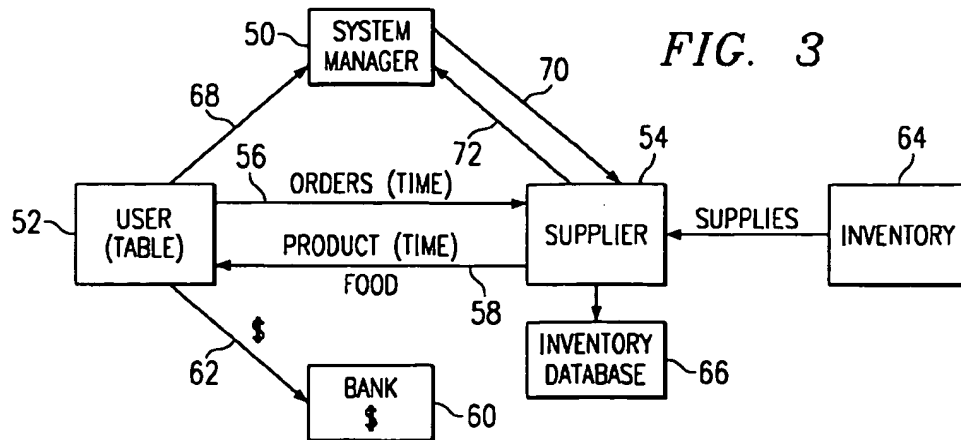 50
SYSTEM
MANAGER
FIG. 3
70
68
72
54
64
56
ORDERS (TIME)
52
USER
(TABLE)
SUPPLIER
SUPPLIES
INVENTORY
PRODUCT (TIME)
FOOD
58
$
62
INVENTORY
DATABASE
66
BANK
$
60